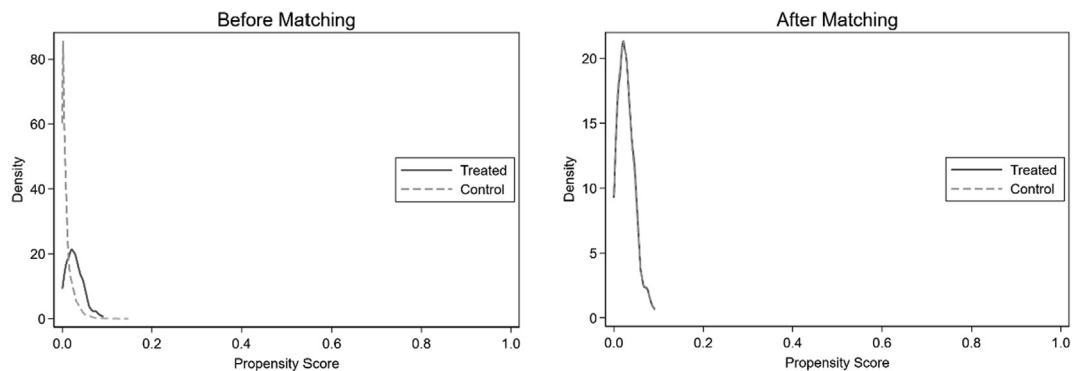 Before Matching
80
60
40
20
0
Density
0.0 0.2 0.4 0.6 0.8 1.0
Propensity Score
Treated
Control
After Matching
20
15
10
5
0
Density
0.0 0.2 0.4 0.6 0.8 1.0
Propensity Score
Treated
Control